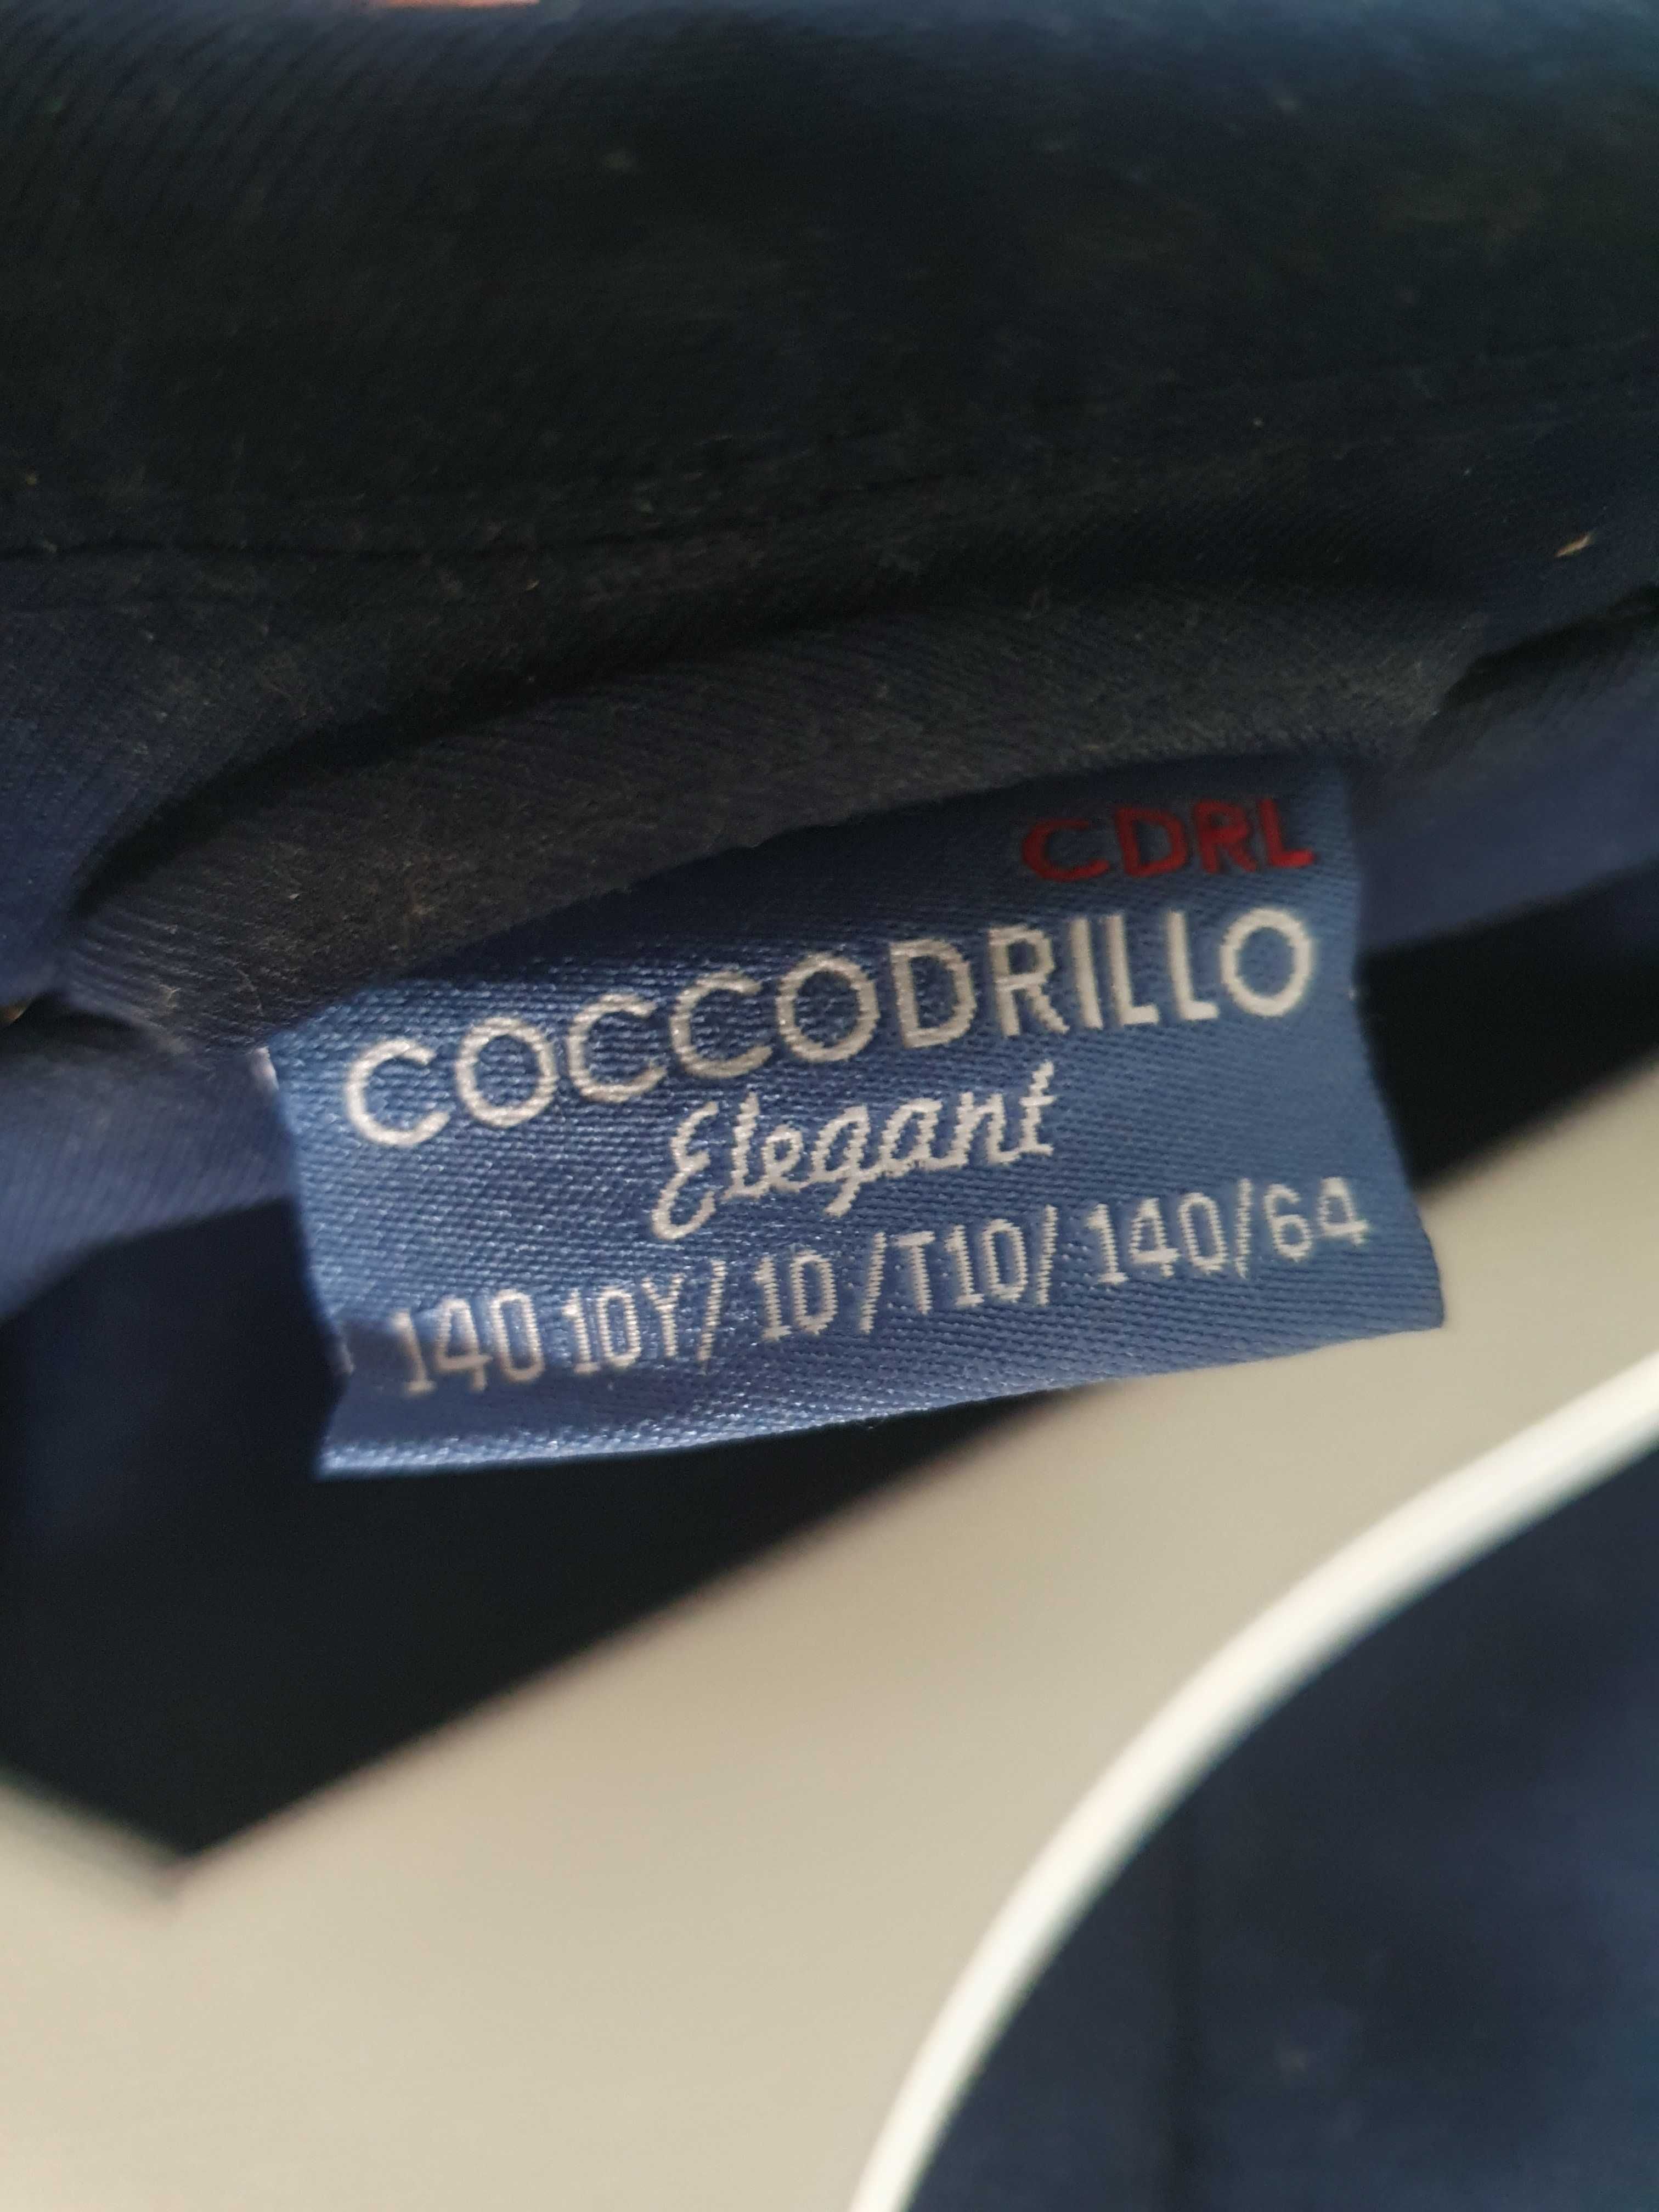 CDRL
COCCODRILLO
Elegant
140 10Y/ 10 /T10/ 140/64